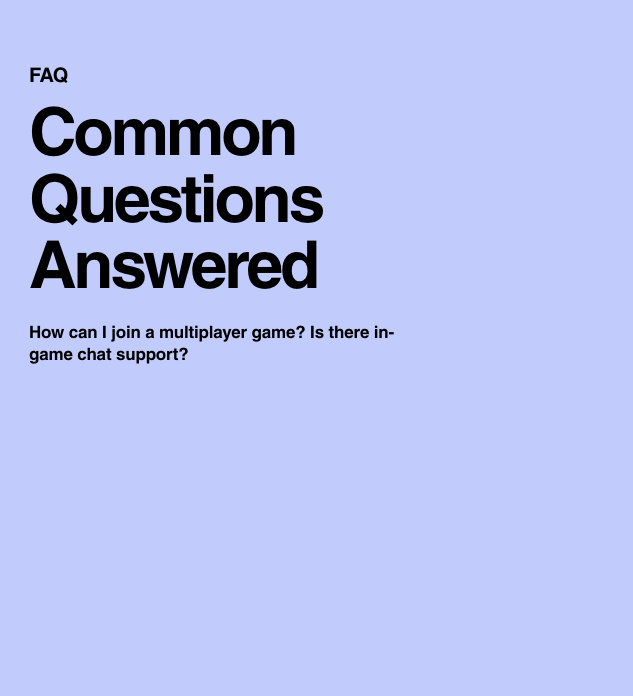 FAQ
Common
Questions
Answered
How can I join a multiplayer game? Is there in-
game chat support?